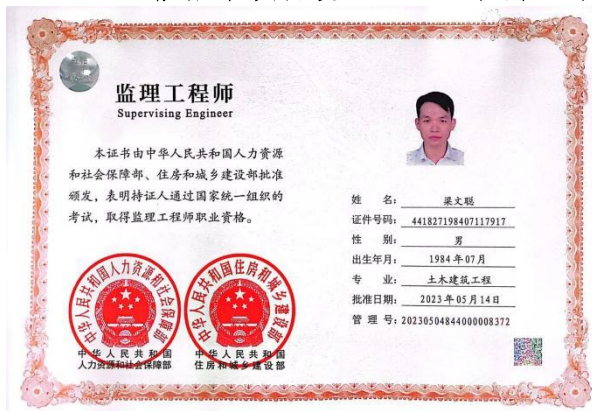 监理工程师
Supervising Engineer
本证书由中华人民共和国人力资源
和社会保障部、住房和城乡建设部批准
颁发，表明持证人通过国家统一组织的
考试，取得监理工程师职业资格。
中华人民共和国人力资源和社会保障部
中华人民共和国住房和城乡建设部
中华人民共和国
人力资源和社会保障部
中华人民共和国
住房和城乡建设部
姓 名：梁文聪
证件号码：441827198407117917
性 别：男
出生年月：1984年07月
专 业：土木建筑工程
批准日期：2023年05月14日
管 理 号：20230504844000008372